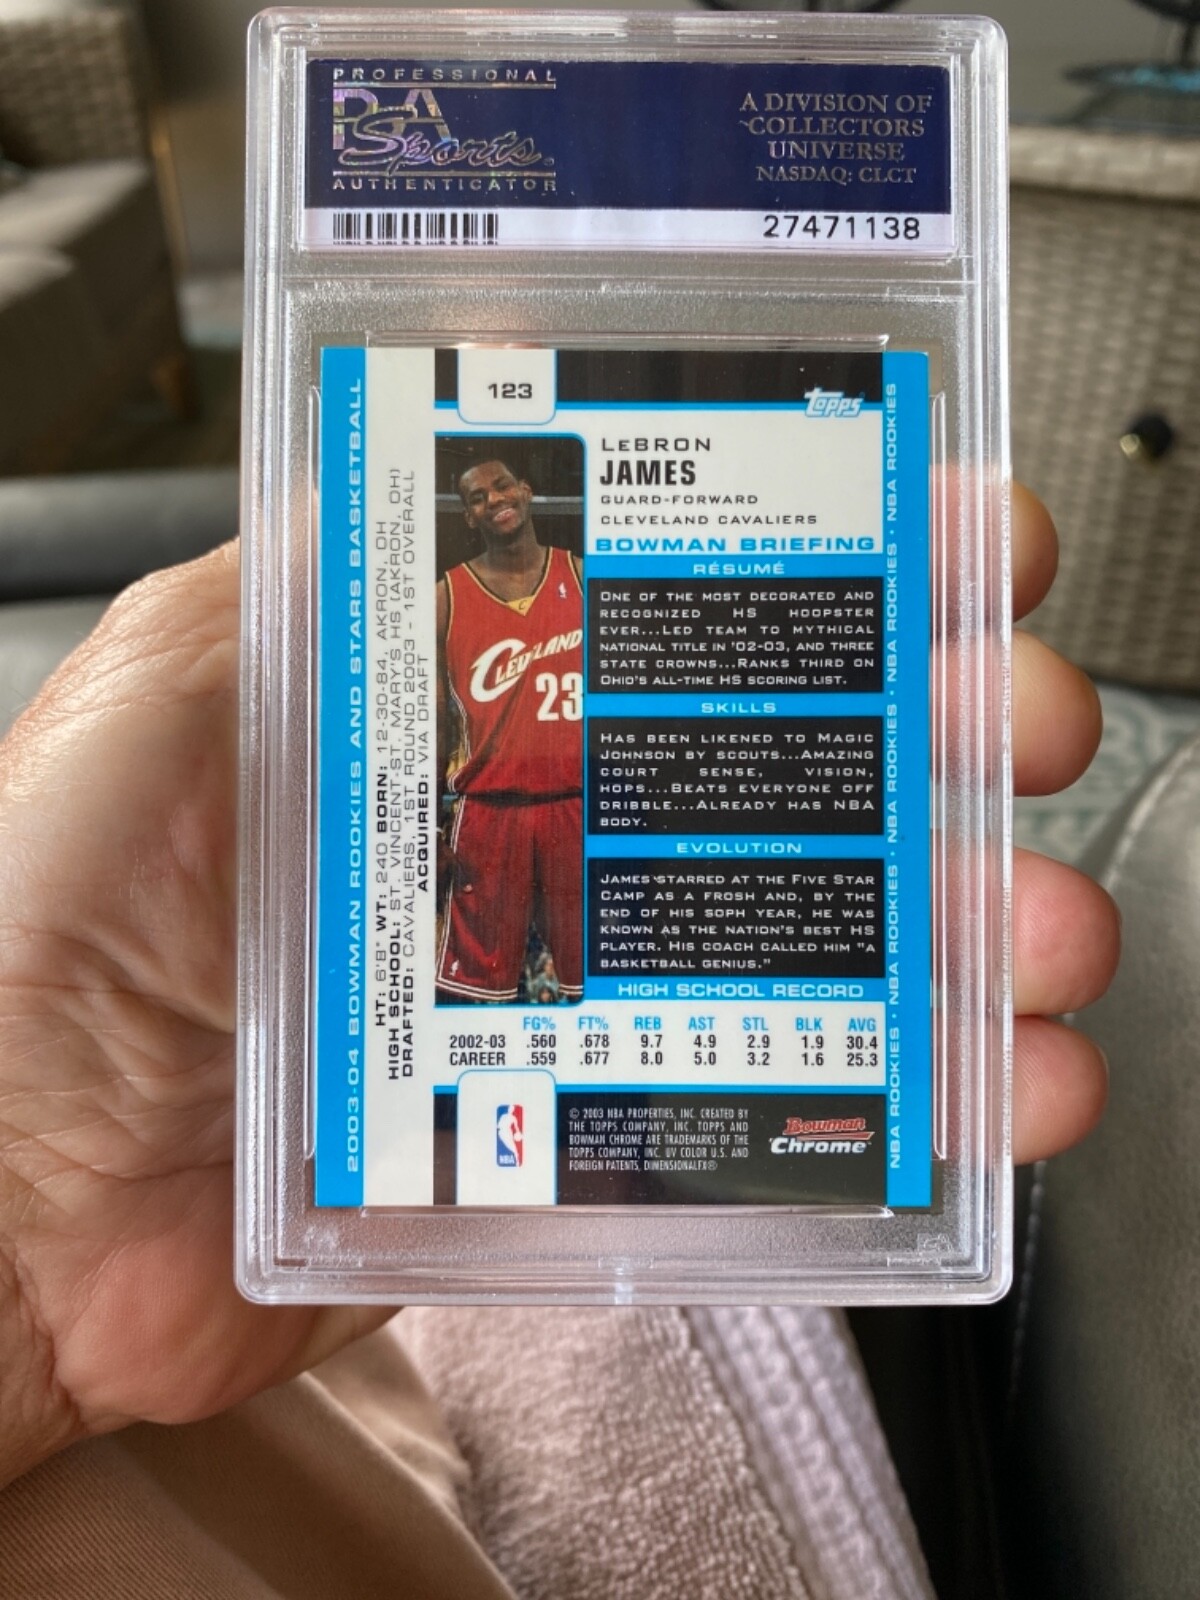 PROFESSIONAL
PSA
Sports
AUTHENTICATOR
A DIVISION OF
COLLECTORS
UNIVERSE
NASDAQ: CLCT
27471138
2003-04 BOWMAN ROOKIES AND STARS BASKETBALL
HT: 6'8" WT: 240 BORN: 12-30-84, AKRON, OH
HIGH SCHOOL: ST. VINCENT-ST. MARY'S HS (AKRON, OH)
DRAFTED: CAVALIERS, 1ST ROUND 2003 - 1ST OVERALL
ACQUIRED: VIA DRAFT
123
Topps
LEBRON
JAMES
GUARD-FORWARD
CLEVELAND CAVALIERS
BOWMAN BRIEFING
RÉSUMÉ
ONE OF THE MOST DECORATED AND
RECOGNIZED HS HOOPSTER
EVER...LED TEAM TO MYTHICAL
NATIONAL TITLE IN '02-03, AND THREE
STATE CROWNS...RANKS THIRD ON
OHIO'S ALL-TIME HS SCORING LIST.
SKILLS
HAS BEEN LIKENED TO MAGIC
JOHNSON BY SCOUTS...AMAZING
COURT SENSE, VISION,
HOPS...BEATS EVERYONE OFF
DRIBBLE...ALREADY HAS NBA
BODY.
EVOLUTION
JAMES STARRED AT THE FIVE STAR
CAMP AS A FROSH AND, BY THE
END OF HIS SOPH YEAR, HE WAS
KNOWN AS THE NATION'S BEST HS
PLAYER. HIS COACH CALLED HIM "A
BASKETBALL GENIUS."
CLEVELAND
23
HIGH SCHOOL RECORD
FG% FT% REB AST STL BLK AVG
2002-03 .560 .678 9.7 4.9 2.9 1.9 30.4
CAREER .559 .677 8.0 5.0 3.2 1.6 25.3
NBA
© 2003 NBA PROPERTIES, INC. CREATED BY
THE TOPPS COMPANY, INC. TOPPS AND
BOWMAN CHROME ARE TRADEMARKS OF THE
TOPPS COMPANY, INC. UV COLOR U.S. AND
FOREIGN PATENTS, DIMENSIONALFX®
Bowman
Chrome
NBA ROOKIES • NBA ROOKIES • NBA ROOKIES • NBA ROOKIES • NBA ROOKIES